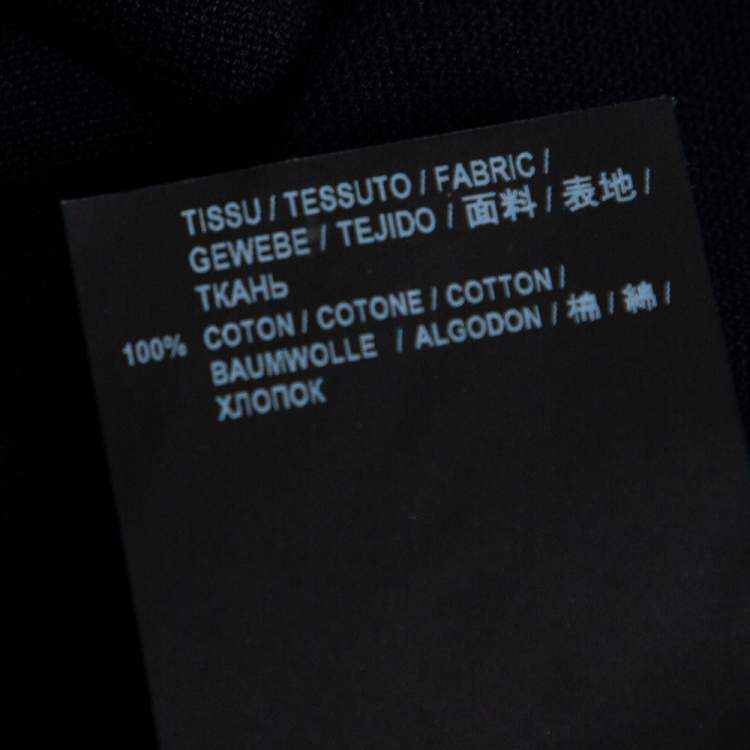 TISSU / TESSUTO / FABRIC /
GEWEBE / TEJIDO / 面料 / 表地 /
ТКАНЬ
100% COTON / COTONE / COTTON /
BAUMWOLLE / ALGODON / 棉 / 綿 /
ХЛОПОК